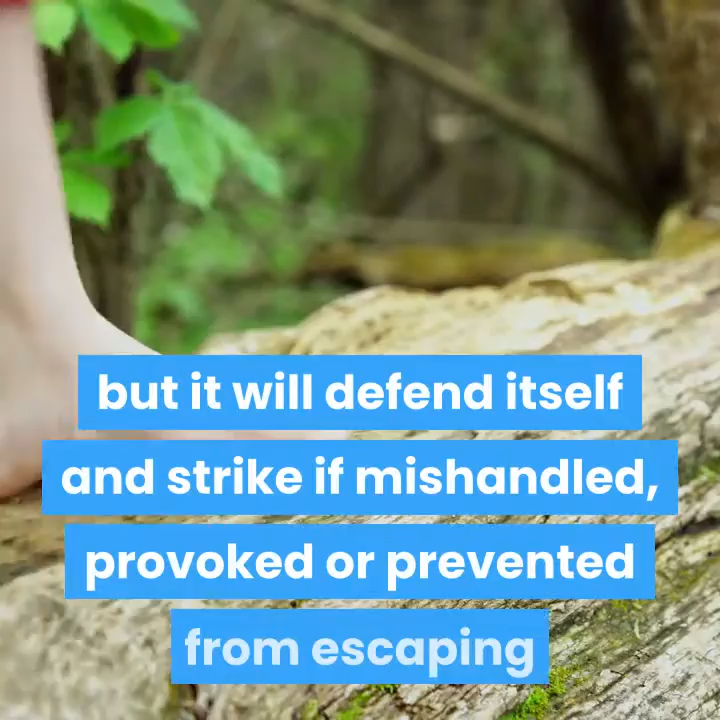 but it will defend itself
and strike if mishandled,
provoked or prevented
from escaping